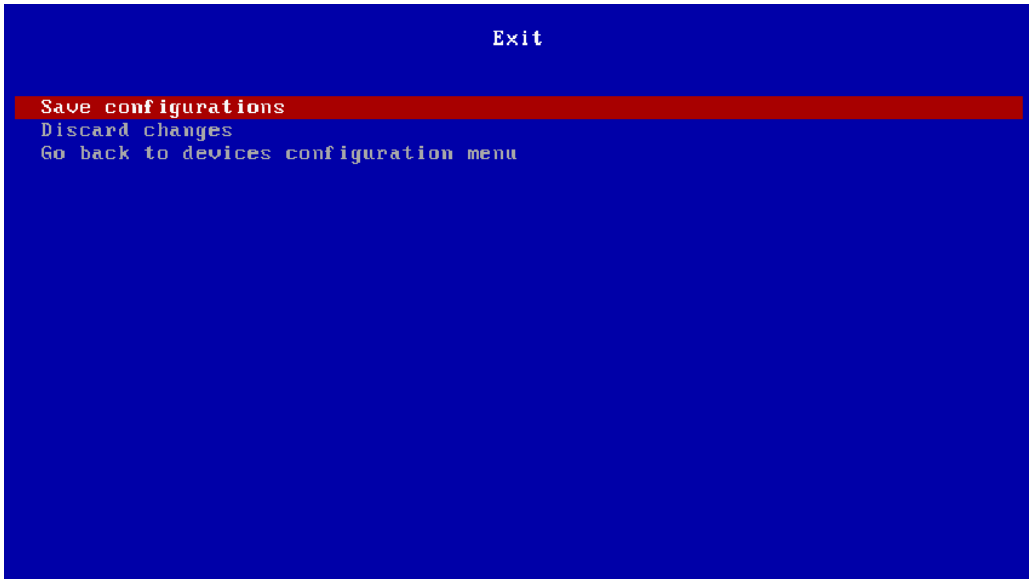 Exit
Save configurations
Discard changes
Go back to devices configuration menu